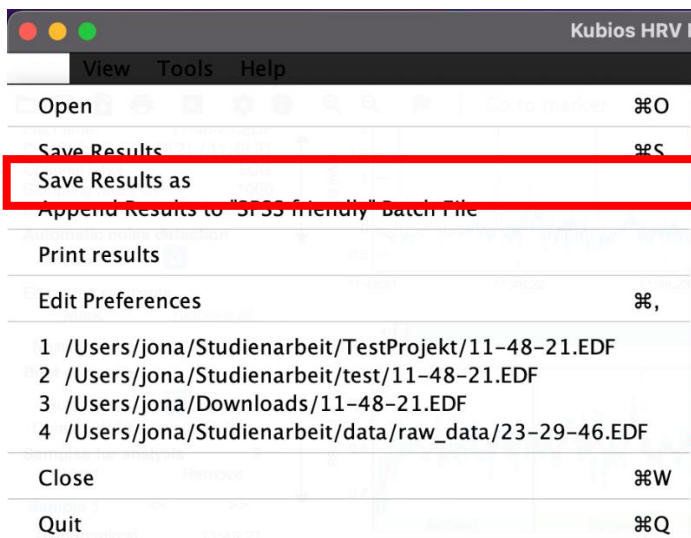 Kubios HRV
View Tools Help
Open ⌘O
Save Results ⌘S
Save Results as
Append Results to "SPSS friendly" Batch File
Print results
Edit Preferences ⌘,
1 /Users/jona/Studienarbeit/TestProjekt/11-48-21.EDF
2 /Users/jona/Studienarbeit/test/11-48-21.EDF
3 /Users/jona/Downloads/11-48-21.EDF
4 /Users/jona/Studienarbeit/data/raw_data/23-29-46.EDF
Close ⌘W
Quit ⌘Q